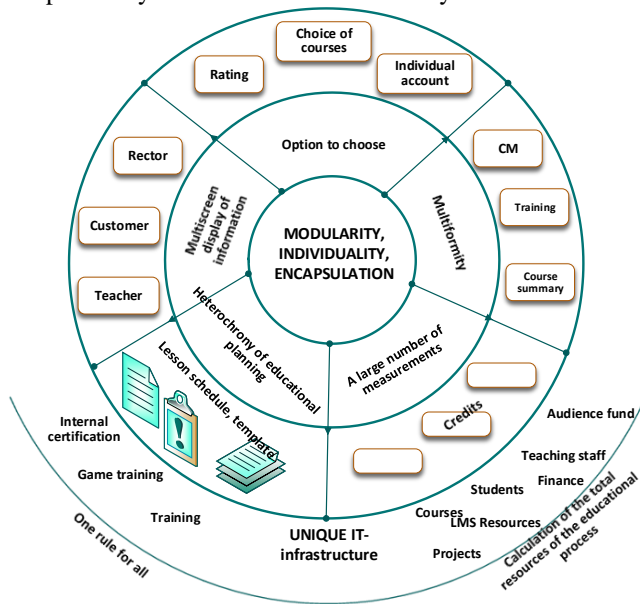 Choice of
courses
Rating
Individual
account
Option to choose
Rector
CM
Multiscreen
display of
information
Multiformity
Training
Customer
MODULARITY,
INDIVIDUALITY,
ENCAPSULATION
Teacher
Course
summary
Heterochrony of educational
planning
A large number of
measurements
Lesson schedule, template
Credits
Internal
certification
Audience fund
Game training
Teaching staff
Finance
Students
Training
Courses
LMS Resources
UNIQUE IT-
infrastructure
Projects
One rule for all
Calculation of the total
resources of the educational
process